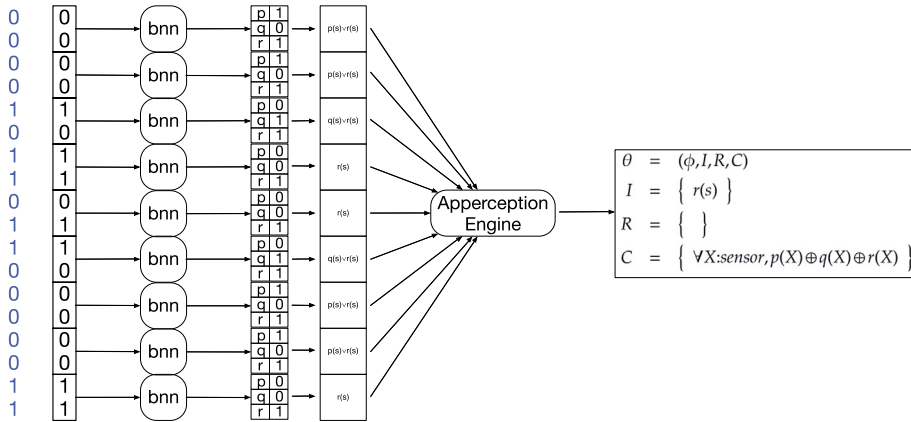 0 0 p 1
bnn q 0 p(s)∨r(s)
0 0 r 1
0 0 p 1
bnn q 0 p(s)∨r(s)
0 0 r 1
1 1 p 0
bnn q 1 q(s)∨r(s)
0 0 r 1
1 1 p 0
bnn q 0 r(s)
1 1 r 1
0 0 p 0
bnn q 0 r(s)
1 1 r 1
1 1 p 0
bnn q 1 q(s)∨r(s)
0 0 r 1
0 0 p 1
bnn q 0 p(s)∨r(s)
0 0 r 1
0 0 p 1
bnn q 0 p(s)∨r(s)
0 0 r 1
1 1 p 0
bnn q 0 r(s)
1 1 r 1
Apperception
Engine
θ = (ϕ, I, R, C)
I = { r(s) }
R = { }
C = { ∀X:sensor, p(X) ⊕ q(X) ⊕ r(X) }